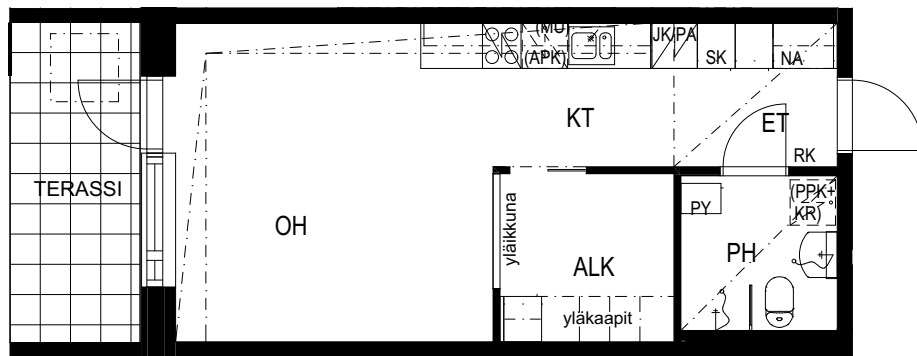 (MU
(APK)
JK/PA
SK
NA
KT
ET
RK
TERASSI
OH
yläikkuna
ALK
yläkaapit
PY
PH
(PPK+
KR)